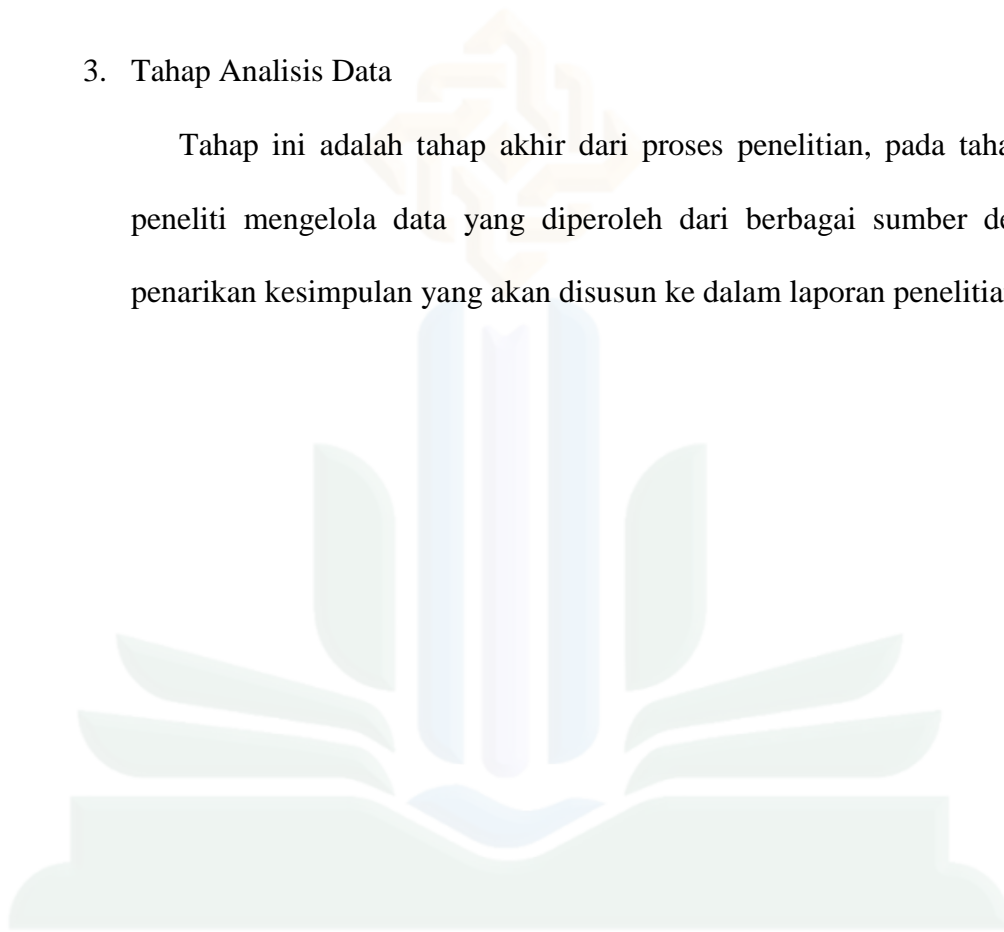 3. Tahap Analisis Data
Tahap ini adalah tahap akhir dari proses penelitian, pada
peneliti mengelola data yang diperoleh dari berbagai sumber
penarikan kesimpulan yang akan disusun ke dalam laporan